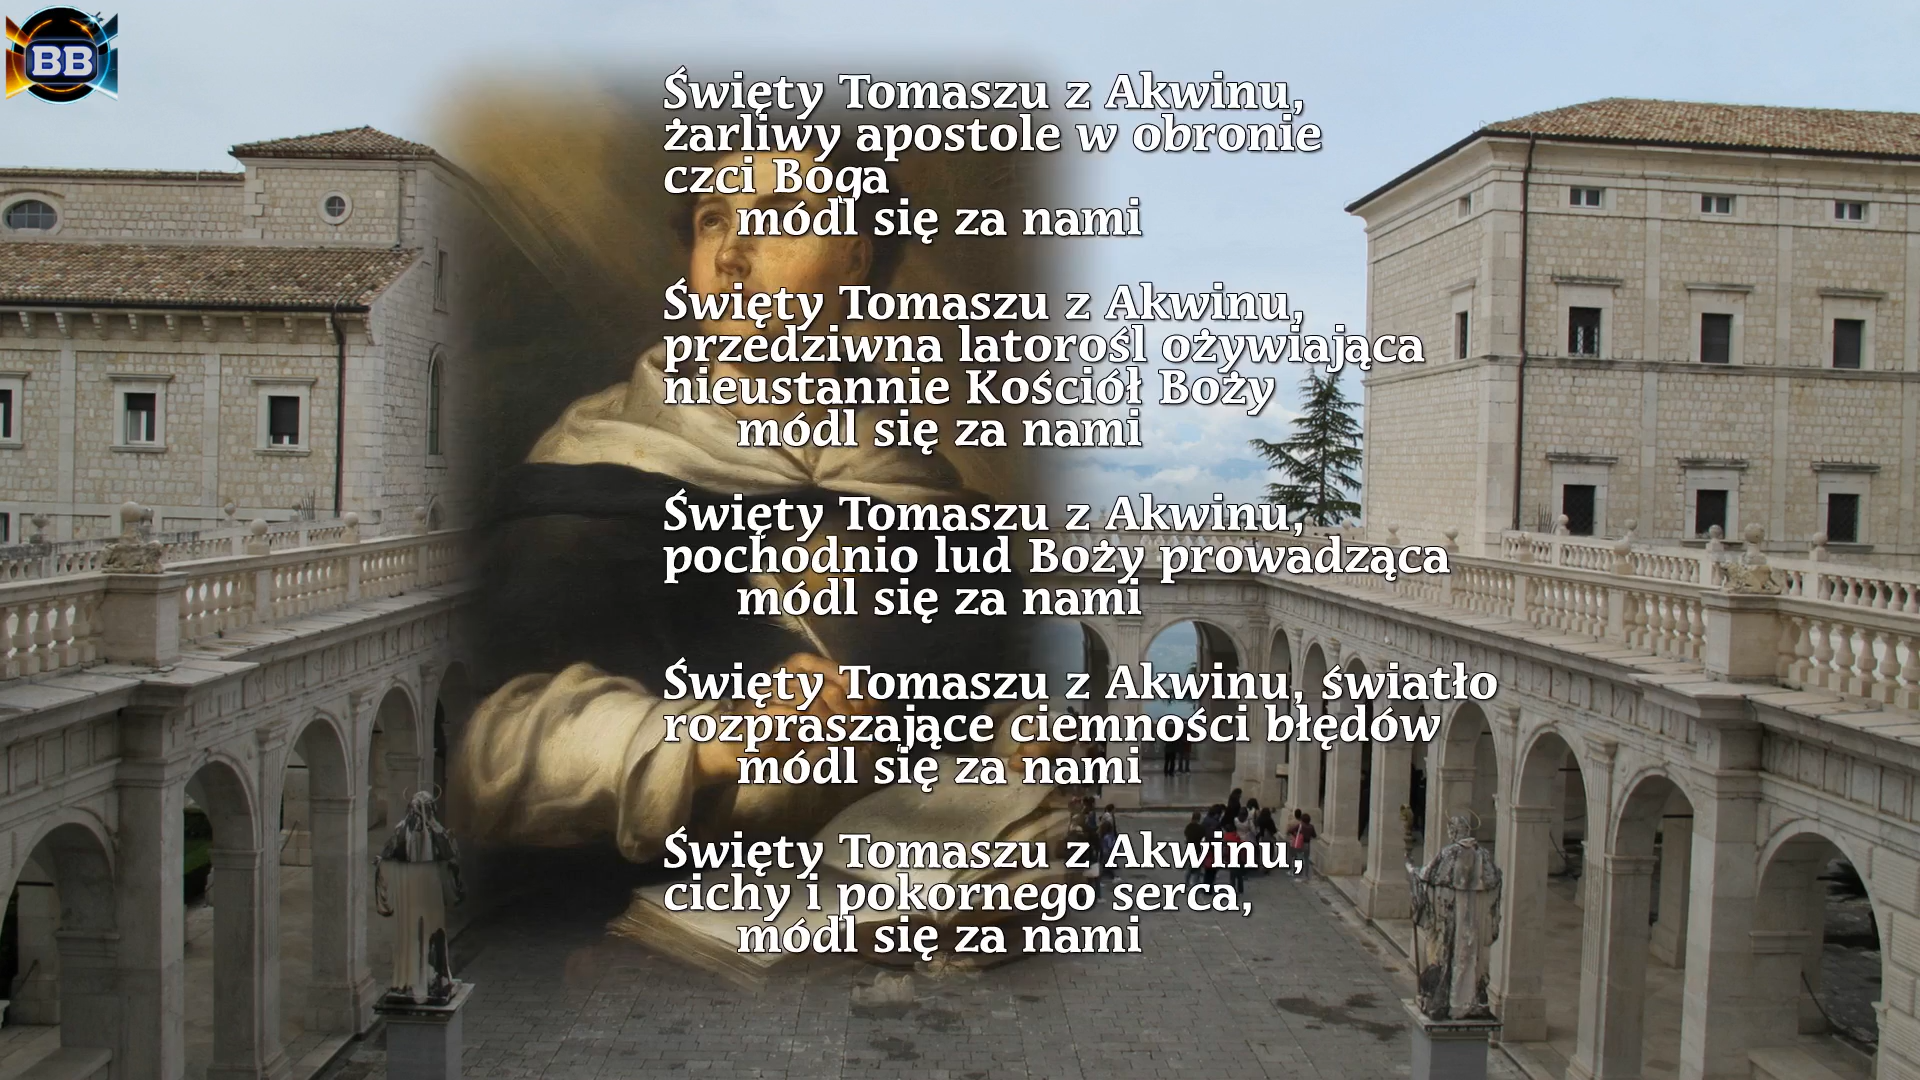 BB
Święty Tomaszu z Akwinu,
żarliwy apostole w obronie
czci Boga
módl się za nami
Święty Tomaszu z Akwinu,
przedziwna latorośl ożywiająca
nieustannie Kościół Boży
módl się za nami
Święty Tomaszu z Akwinu,
pochodnio lud Boży prowadząca
módl się za nami
Święty Tomaszu z Akwinu, światło
rozpraszające ciemności błędów
módl się za nami
Święty Tomaszu z Akwinu,
cichy i pokornego serca,
módl się za nami